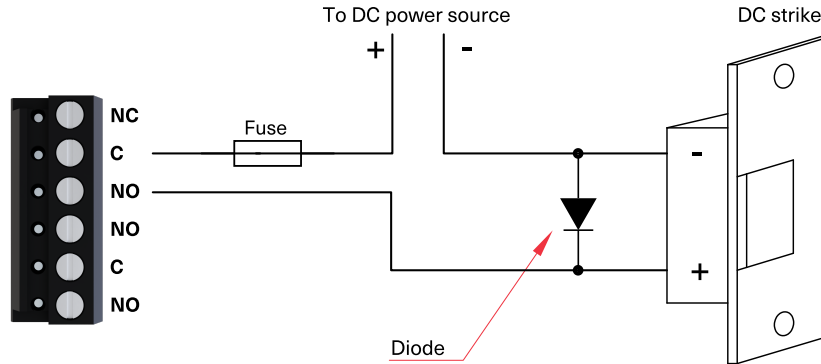 To DC power source
DC strike
+
-
NC
Fuse
C
-
NO
NO
C
+
NO
Diode